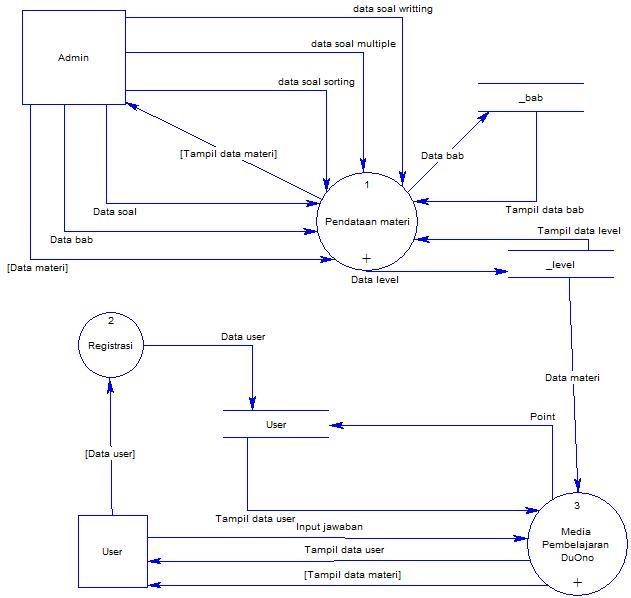 data soal writting
data soal multiple
Admin
data soal sorting
_bab
[Tampil data materi]
Data bab
1
Data soal
Tampil data bab
Pendataan materi
Tampil data level
Data bab
+
[Data materi]
_level
Data level
2
Data user
Registrasi
Data materi
Point
User
[Data user]
3
Tampil data user
Input jawaban
Media
Pembelajaran
DuOno
User
Tampil data user
[Tampil data materi]
+